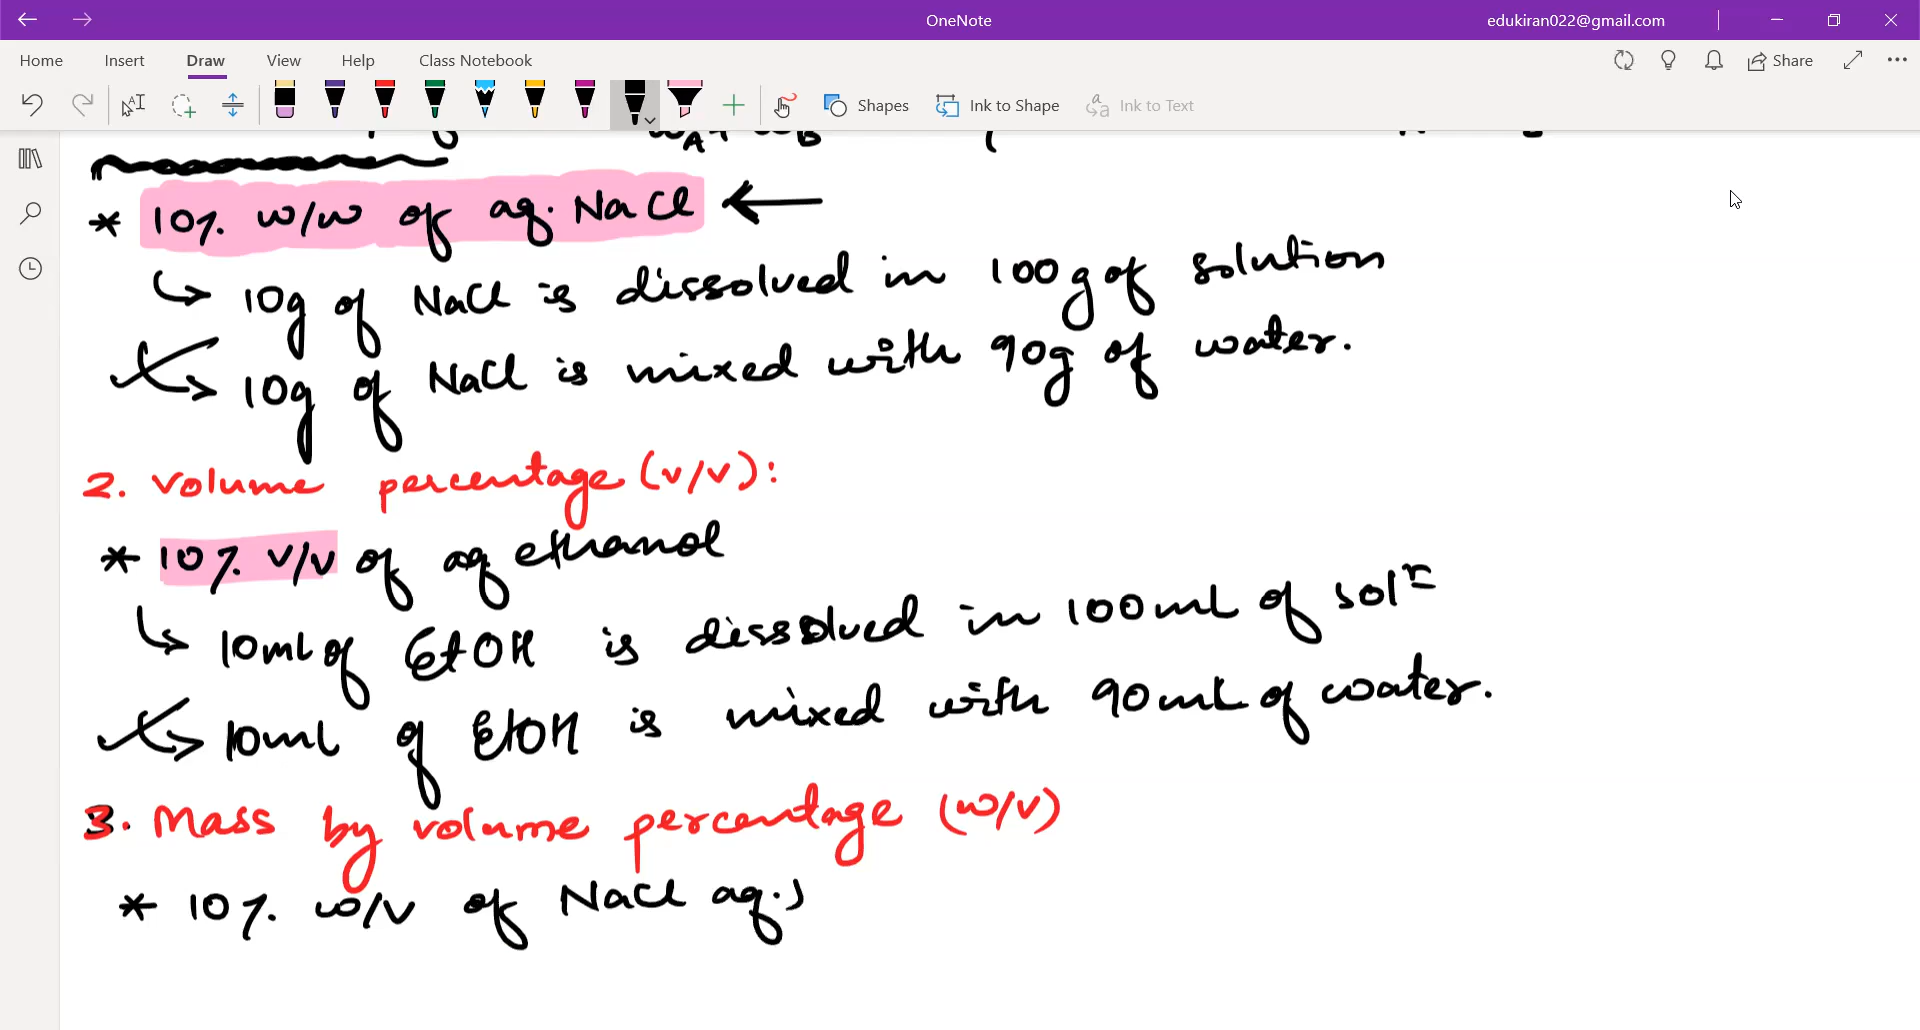 OneNote
edukiran022@gmail.com
Home Insert Draw View Help Class Notebook
Share
Shapes Ink to Shape Ink to Text
* 10% w/w of aq. NaCl
10g of NaCl is dissolved in 100g of solution
10g of NaCl is mixed with 90g of water.
2. Volume percentage (v/v):
* 10% v/v of aq ethanol
10ml of EtOH is dissolved in 100ml of solⁿ
10ml of EtOH is mixed with 90ml of water.
3. Mass by volume percentage (w/v)
* 10% w/v of NaCl aq.